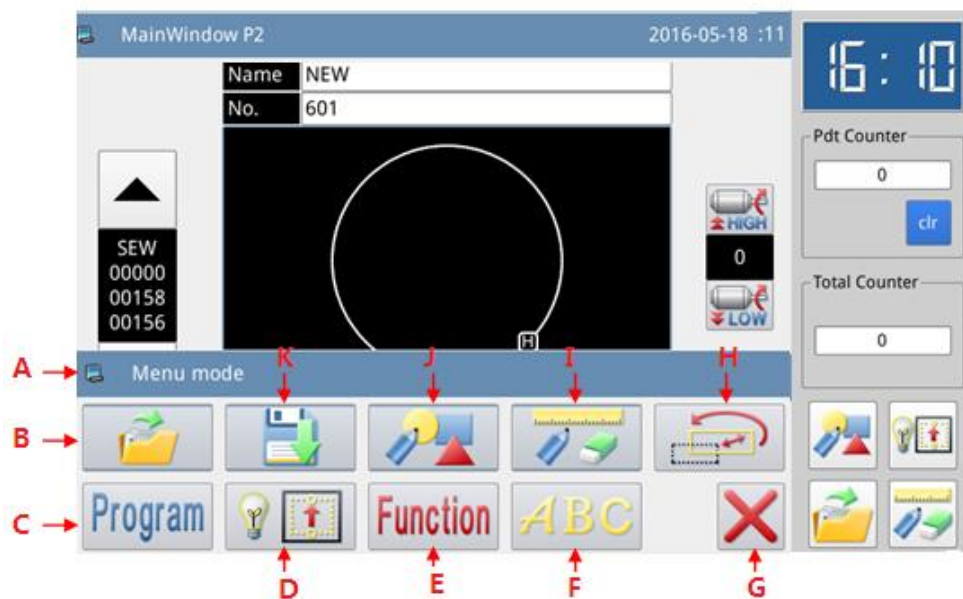 MainWindow P2 2016-05-18 :11
16:10
Name NEW
No. 601
Pdt Counter
0
clr
SEW
00000
00158
00156
HIGH
0
LOW
H
Total Counter
0
A
Menu mode
K
J
I
H
B
C
Program
Function
ABC
D
E
F
G